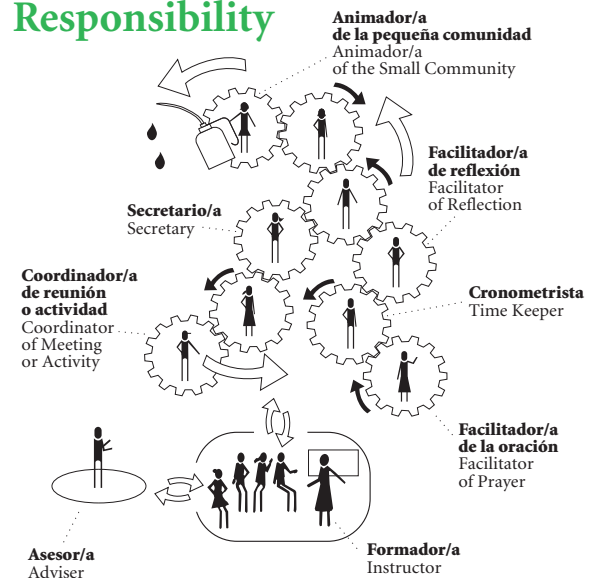 Responsibility
Animador/a
de la pequeña comunidad
Animador/a
of the Small Community
Facilitador/a
de reflexión
Facilitator
of Reflection
Secretario/a
Secretary
Coordinador/a
de reunión
o actividad
Coordinator
of Meeting
or Activity
Cronometrista
Time Keeper
Facilitador/a
de la oración
Facilitator
of Prayer
Asesor/a
Adviser
Formador/a
Instructor